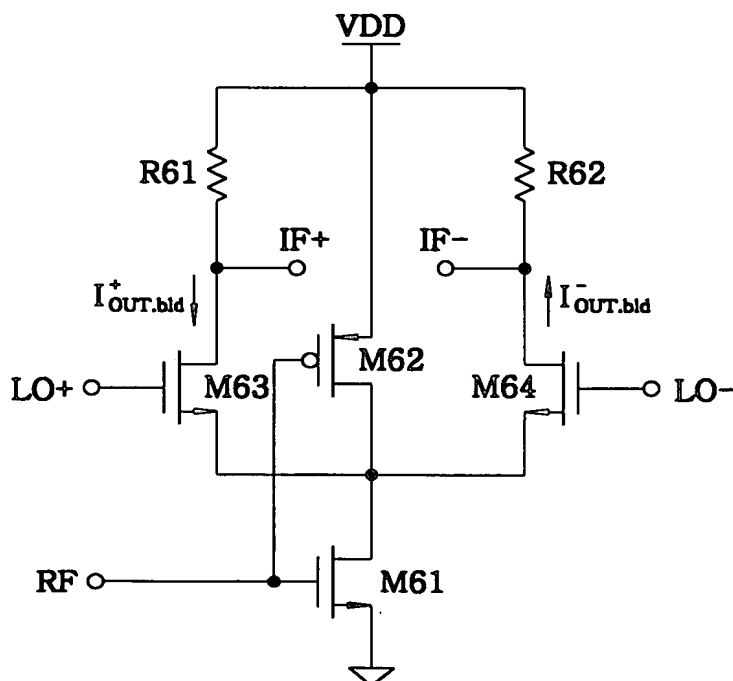 VDD
R61
R62
IF+
IF-
I+OUT.bld
I-OUT.bld
M62
LO+
M63
M64
LO-
RF
M61